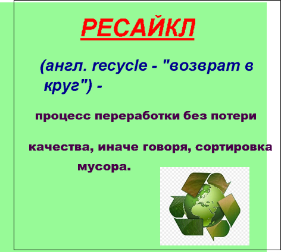 РЕСАЙКЛ
(англ. recycle - "возврат в
круг") -
процесс переработки без потери
качества, иначе говоря, сортировка
мусора.